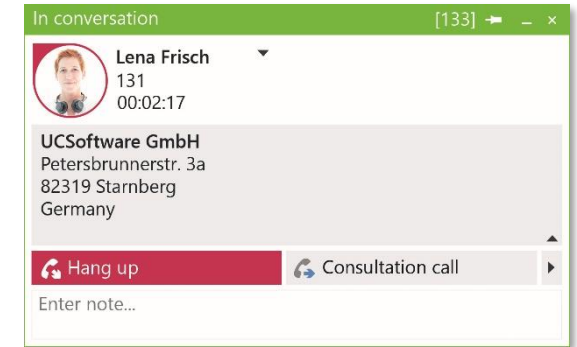 In conversation [133]
Lena Frisch
131
00:02:17
UCSoftware GmbH
Petersbrunnerstr. 3a
82319 Starnberg
Germany
Hang up Consultation call
Enter note...